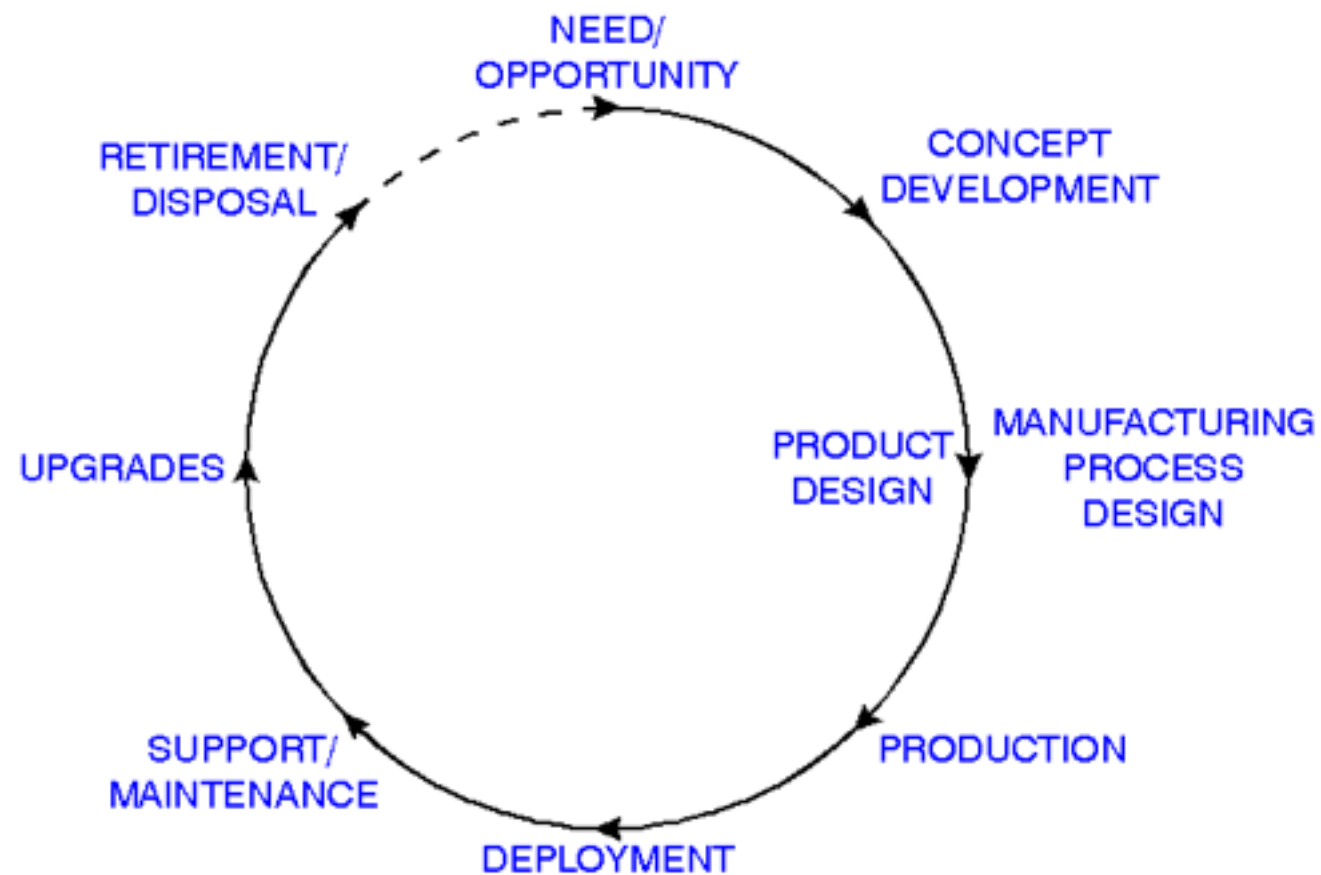 NEED/
OPPORTUNITY
CONCEPT
DEVELOPMENT
PRODUCT
DESIGN
MANUFACTURING
PROCESS
DESIGN
PRODUCTION
DEPLOYMENT
SUPPORT/
MAINTENANCE
UPGRADES
RETIREMENT/
DISPOSAL